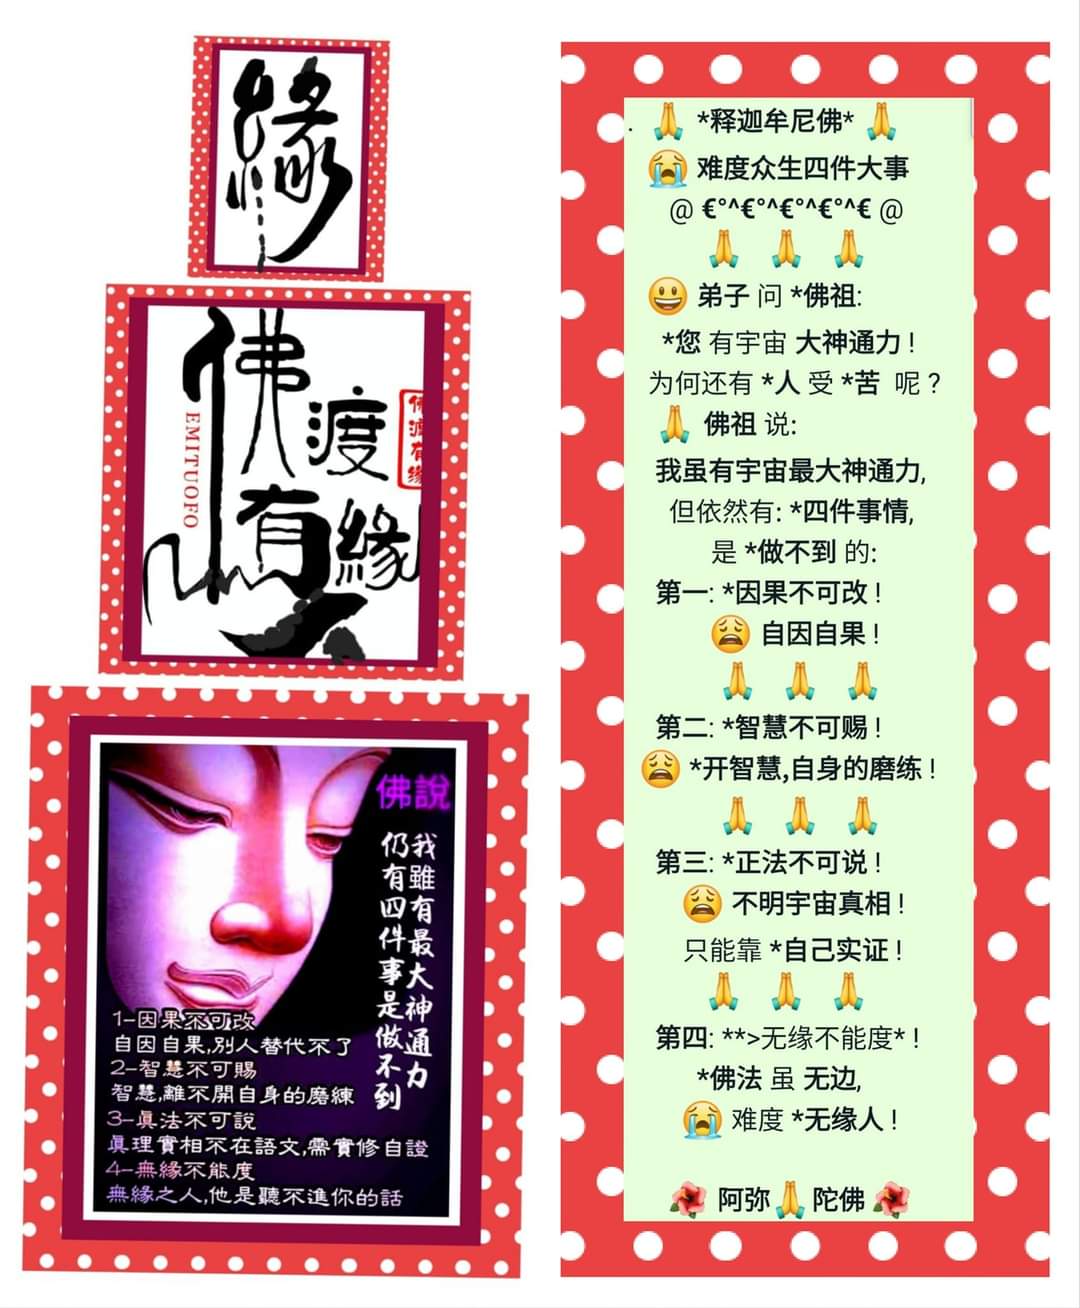 緣
佛
渡
有
緣
EMITUOFO
佛渡有缘
佛說
我雖有最大神通力
仍有四件事是做不到
1-因果不可改
自因自果,別人替代不了
2-智慧不可賜
智慧,離不開自身的磨練
3-眞法不可說
眞理實相不在語文,需實修自證
4-無緣不能度
無緣之人,他是聽不進你的話
. 🙏 *释迦牟尼佛* 🙏
😭 难度众生四件大事
@ €°^€°^€°^€°^€ @
🙏 🙏 🙏
😀 弟子 问 *佛祖:
*您 有宇宙 大神通力 !
为何还有 *人 受 *苦 呢 ?
🙏 佛祖 说:
我虽有宇宙最大神通力,
但依然有: *四件事情,
是 *做不到 的:
第一: *因果不可改 !
😩 自因自果 !
🙏 🙏 🙏
第二: *智慧不可赐 !
😩 *开智慧,自身的磨练 !
🙏 🙏 🙏
第三: *正法不可说 !
😩 不明宇宙真相 !
只能靠 *自己实证 !
🙏 🙏 🙏
第四: **>无缘不能度* !
*佛法 虽 无边,
😭 难度 *无缘人 !
🌺 阿弥🙏陀佛 🌺